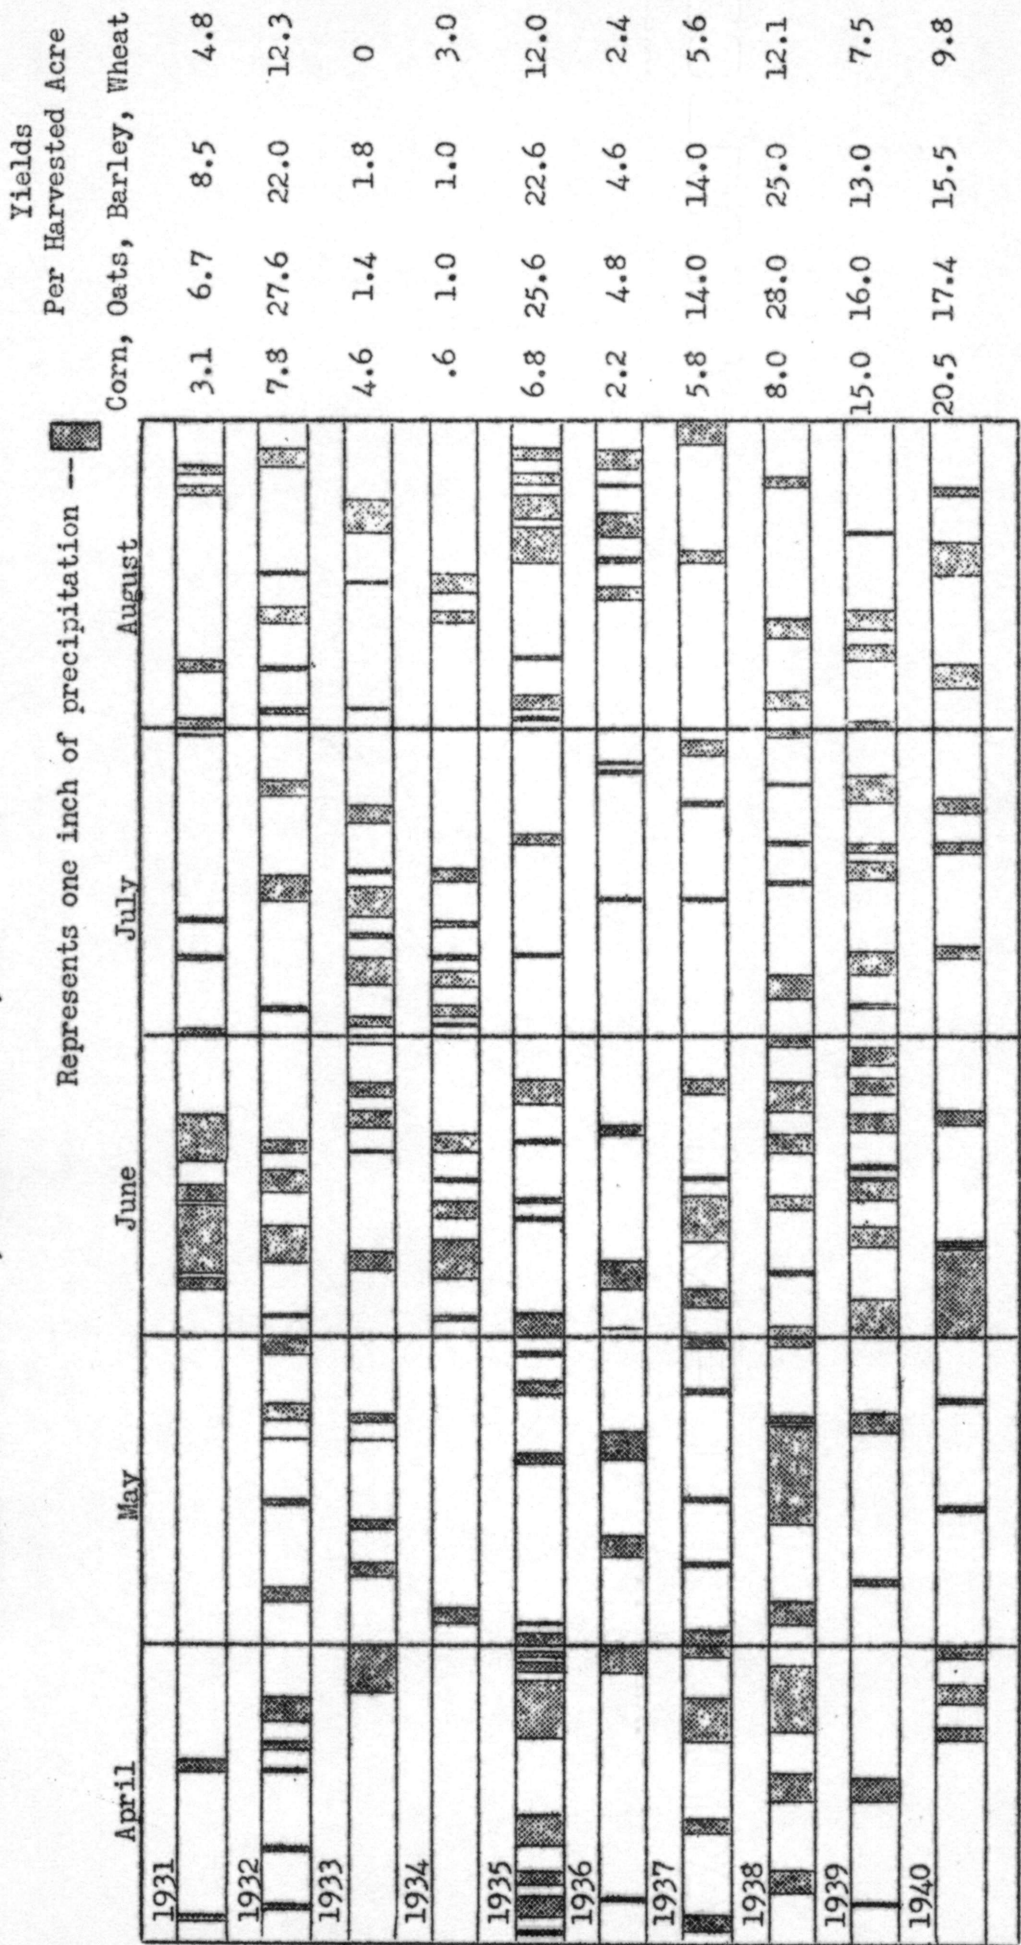 Yields
Per Harvested Acre
Represents one inch of precipitation --
April May June July August Corn, Oats, Barley, Wheat
1931 3.1 6.7 8.5 4.8
1932 7.8 27.6 22.0 12.3
1933 4.6 1.4 1.8 0
1934 .6 1.0 1.0 3.0
1935 6.8 25.6 22.6 12.0
1936 2.2 4.8 4.6 2.4
1937 5.8 14.0 14.0 5.6
1938 8.0 28.0 25.0 12.1
1939 15.0 16.0 13.0 7.5
1940 20.5 17.4 15.5 9.8